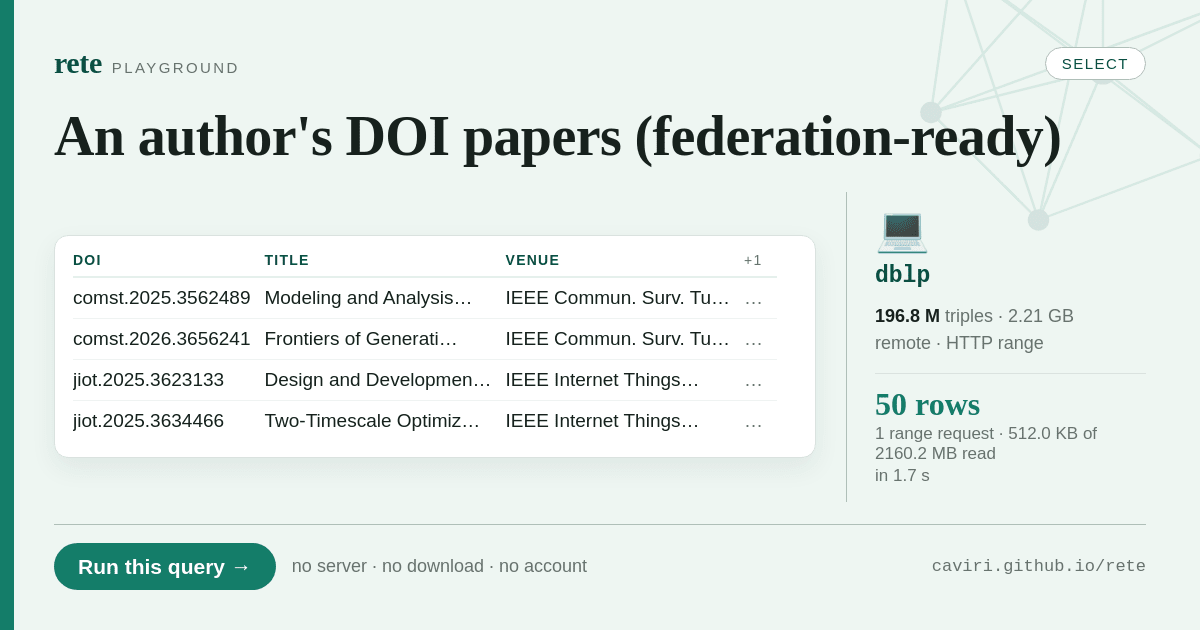 rete PLAYGROUND
SELECT
An author's DOI papers (federation-ready)
DOI TITLE VENUE +1
comst.2025.3562489 Modeling and Analysis… IEEE Commun. Surv. Tu… …
comst.2026.3656241 Frontiers of Generati… IEEE Commun. Surv. Tu… …
jiot.2025.3623133 Design and Developmen… IEEE Internet Things… …
jiot.2025.3634466 Two-Timescale Optimiz… IEEE Internet Things… …
dblp
196.8 M triples · 2.21 GB
remote · HTTP range
50 rows
1 range request · 512.0 KB of
2160.2 MB read
in 1.7 s
Run this query →
no server · no download · no account
caviri.github.io/rete